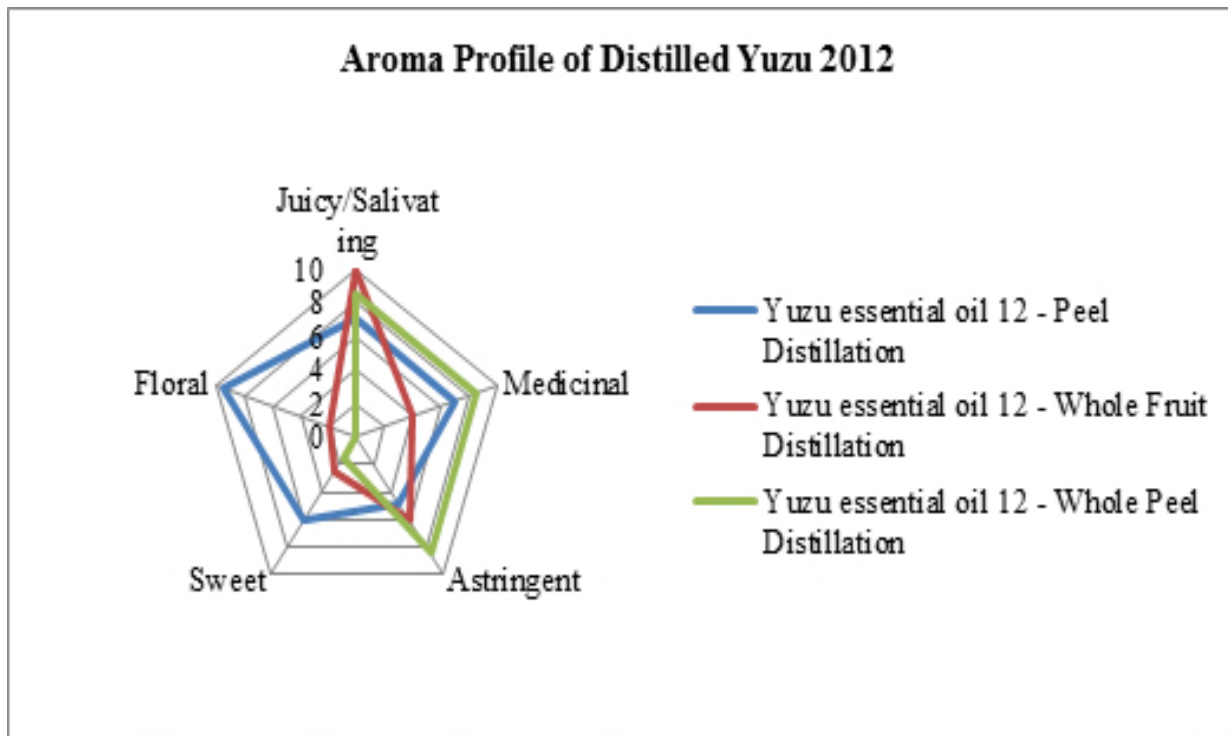 Aroma Profile of Distilled Yuzu 2012
Juicy/Salivat
ing
10
8
6
4
2
0
Floral
Medicinal
Sweet
Astringent
Yuzu essential oil 12 - Peel
Distillation
Yuzu essential oil 12 - Whole Fruit
Distillation
Yuzu essential oil 12 - Whole Peel
Distillation